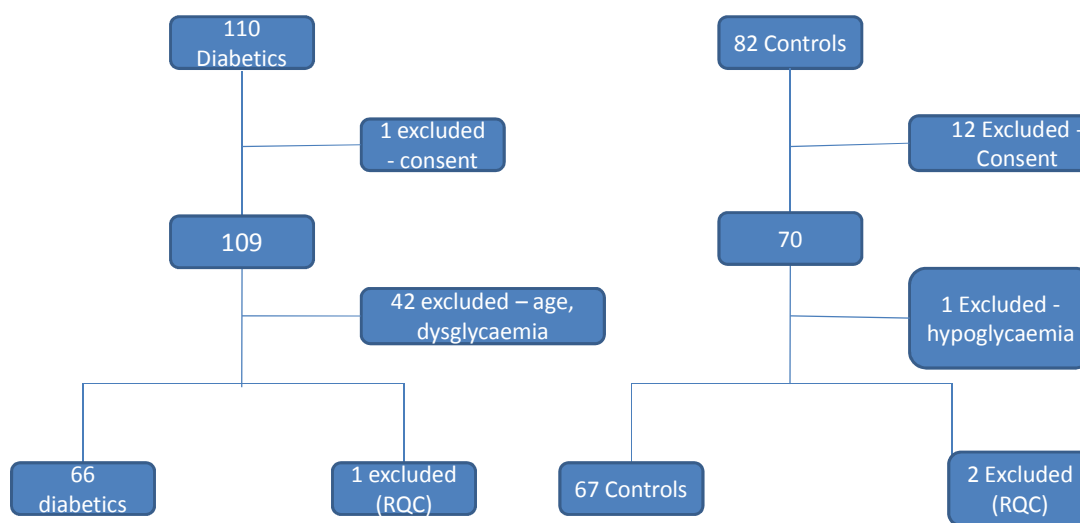 110
Diabetics
82 Controls
1 excluded
- consent
12 Excluded -
Consent
109
70
42 excluded – age,
dysglycaemia
1 Excluded -
hypoglycaemia
66
diabetics
1 excluded
(RQC)
67 Controls
2 Excluded
(RQC)